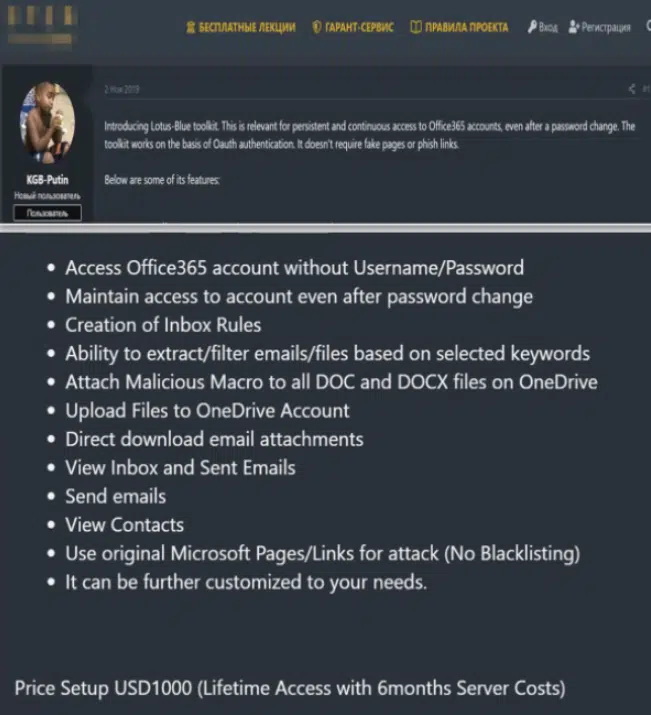 БЕСПЛАТНЫЕ ЛЕКЦИИ ГАРАНТ-СЕРВИС ПРАВИЛА ПРОЕКТА Вход Регистрация
2 Ноя 2019 #1
Introducing Lotus-Blue toolkit. This is relevant for persistent and continuous access to Office365 accounts, even after a password change. The
toolkit works on the basis of Oauth authentication. It doesn't require fake pages or phish links.
KGB-Putin
Новый пользователь
Пользователь
Below are some of its features:
• Access Office365 account without Username/Password
• Maintain access to account even after password change
• Creation of Inbox Rules
• Ability to extract/filter emails/files based on selected keywords
• Attach Malicious Macro to all DOC and DOCX files on OneDrive
• Upload Files to OneDrive Account
• Direct download email attachments
• View Inbox and Sent Emails
• Send emails
• View Contacts
• Use original Microsoft Pages/Links for attack (No Blacklisting)
• It can be further customized to your needs.
Price Setup USD1000 (Lifetime Access with 6months Server Costs)